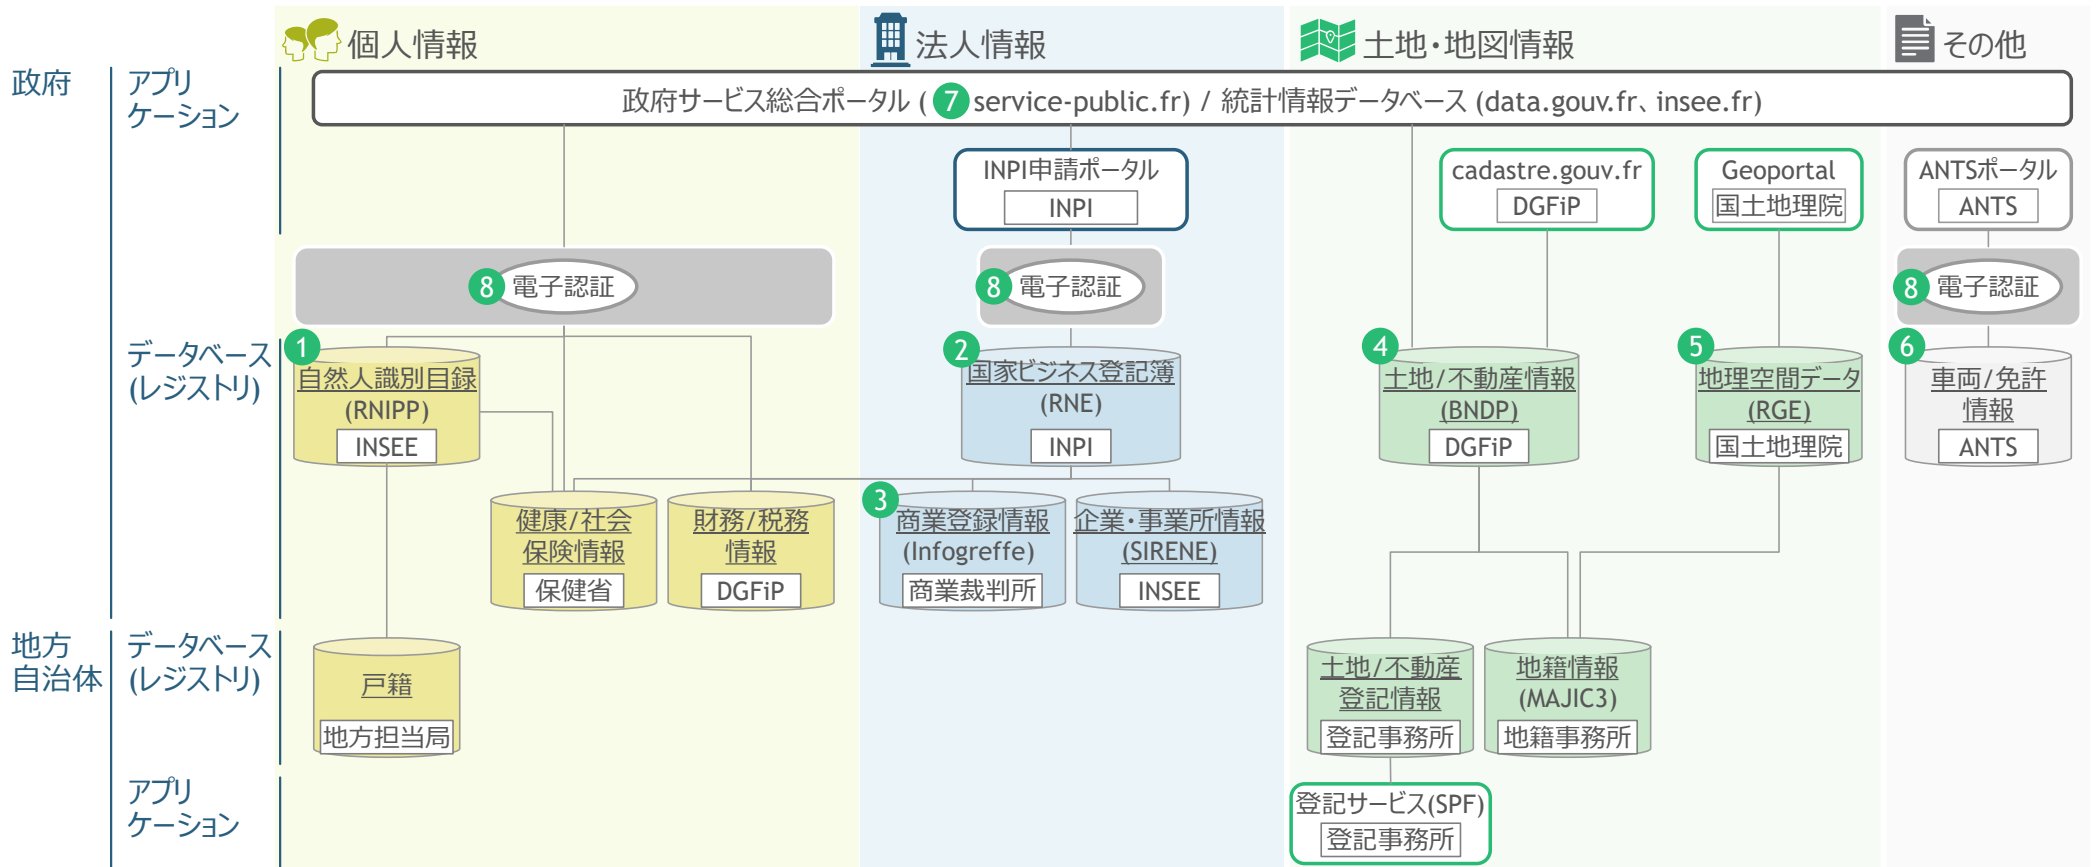 個人情報
法人情報
土地・地図情報
その他
政府
アプリ
ケーション
政府サービス総合ポータル ( 7 service-public.fr) / 統計情報データベース (data.gouv.fr、insee.fr)
INPI申請ポータル
INPI
cadastre.gouv.fr
DGFiP
Geoportal
国土地理院
ANTSポータル
ANTS
8 電子認証
8 電子認証
8 電子認証
データベース
(レジストリ)
1
自然人識別目録
(RNIPP)
INSEE
2
国家ビジネス登記簿
(RNE)
INPI
4
土地/不動産情報
(BNDP)
DGFiP
5
地理空間データ
(RGE)
国土地理院
6
車両/免許
情報
ANTS
健康/社会
保険情報
保健省
財務/税務
情報
DGFiP
3
商業登録情報
(Infogreffe)
商業裁判所
企業・事業所情報
(SIRENE)
INSEE
地方
自治体
データベース
(レジストリ)
戸籍
地方担当局
土地/不動産
登記情報
登記事務所
地籍情報
(MAJIC3)
地籍事務所
アプリ
ケーション
登記サービス(SPF)
登記事務所